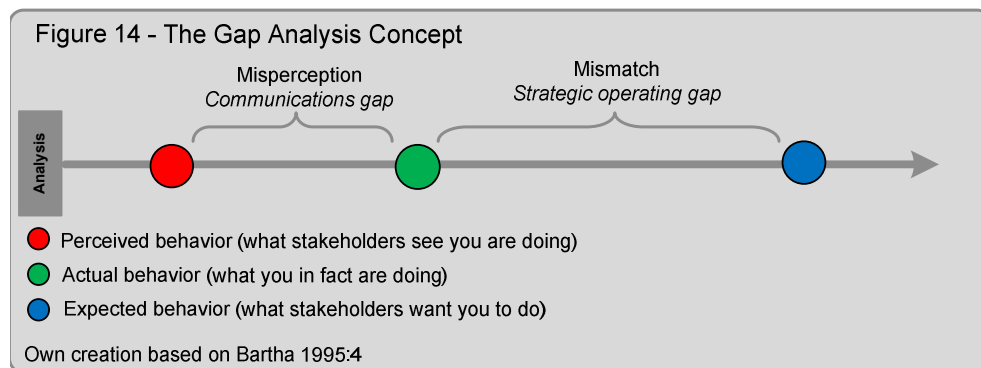 Figure 14 - The Gap Analysis Concept
Misperception
Communications gap
Mismatch
Strategic operating gap
Analysis
Perceived behavior (what stakeholders see you are doing)
Actual behavior (what you in fact are doing)
Expected behavior (what stakeholders want you to do)
Own creation based on Bartha 1995:4